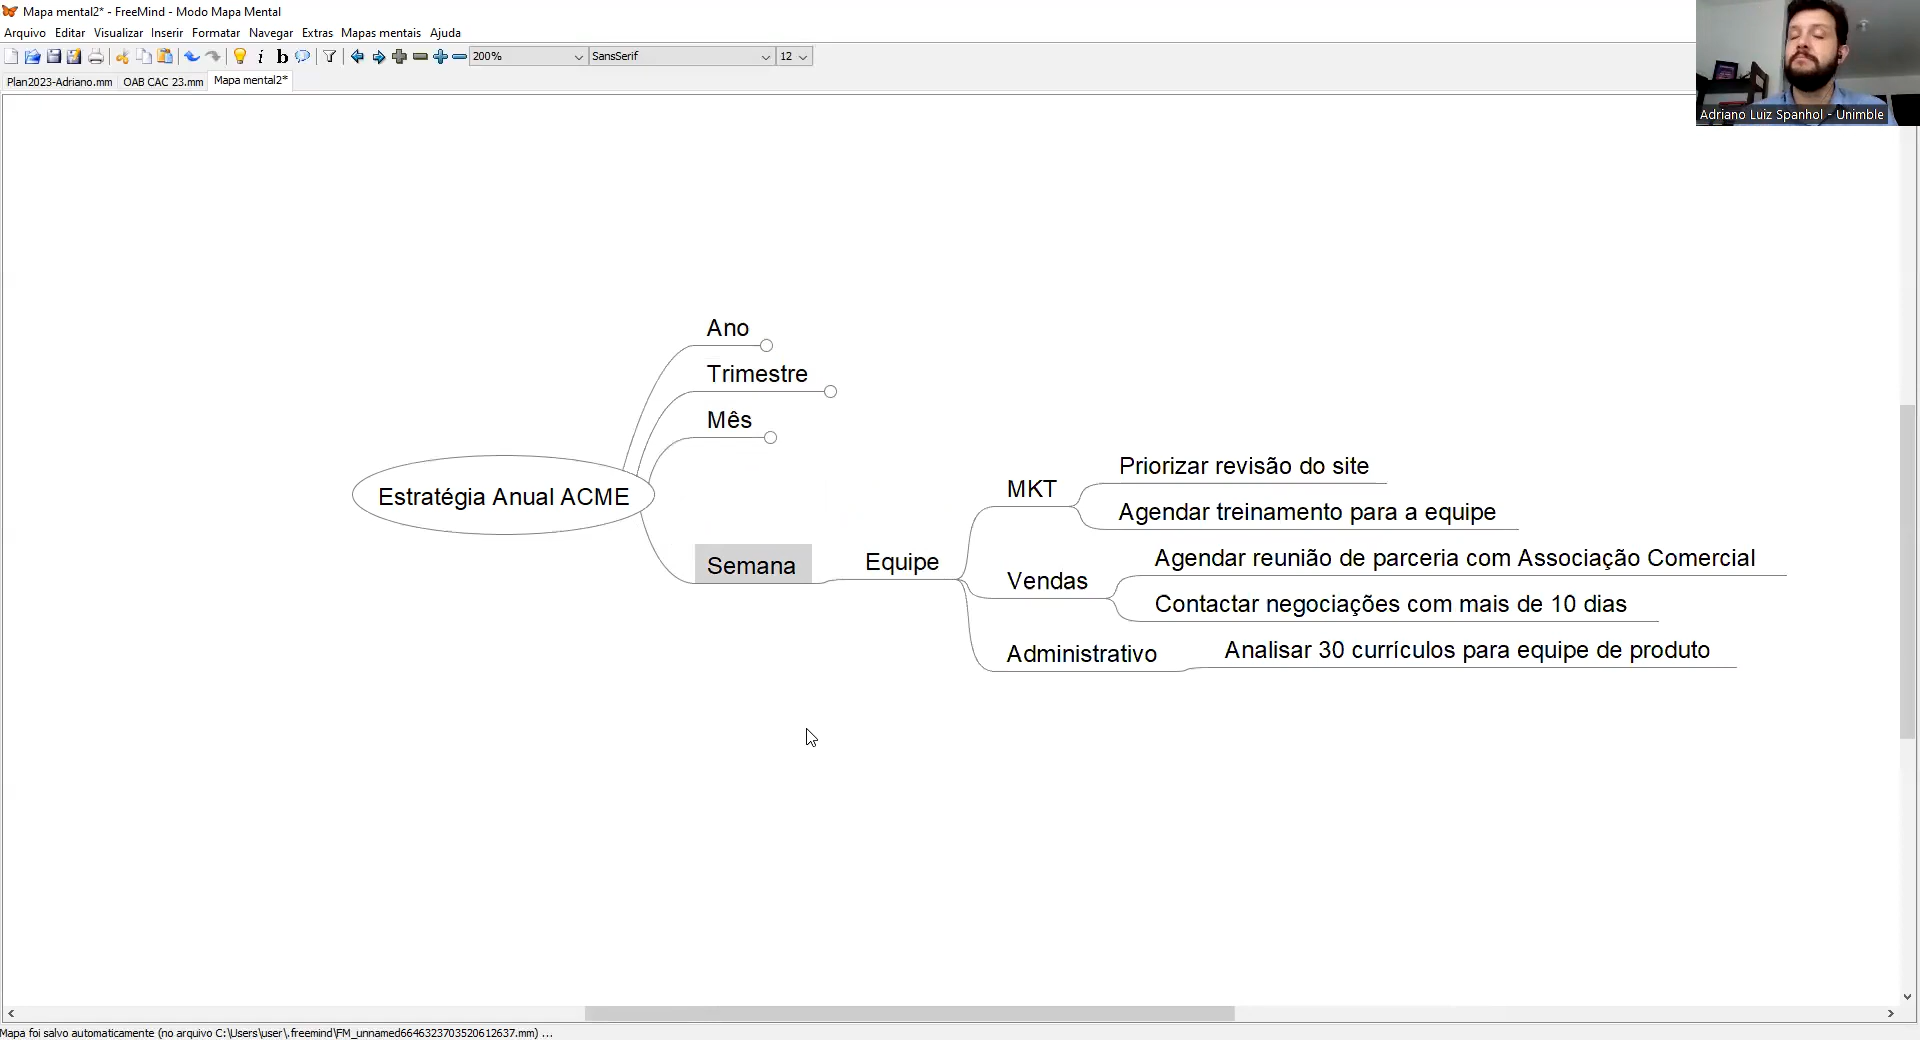 Mapa mental2* - FreeMind - Modo Mapa Mental
Arquivo Editar Visualizar Inserir Formatar Navegar Extras Mapas mentais Ajuda
200% SansSerif 12
Plan2023-Adriano.mm OAB CAC 23.mm Mapa mental2*
Adriano Luiz Spanhol - Unimble
Ano
Trimestre
Mês
Estratégia Anual ACME
Semana
Equipe
MKT
Priorizar revisão do site
Agendar treinamento para a equipe
Vendas
Agendar reunião de parceria com Associação Comercial
Contactar negociações com mais de 10 dias
Administrativo
Analisar 30 currículos para equipe de produto
Mapa foi salvo automaticamente (no arquivo C:\Users\user\.freemind\FM_unnamed6646323703520612637.mm) ...